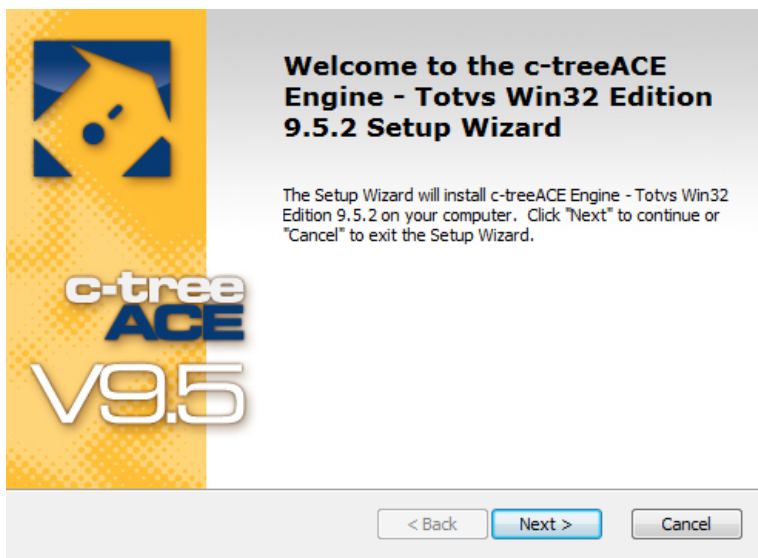 Welcome to the c-treeACE
Engine - Totvs Win32 Edition
9.5.2 Setup Wizard
The Setup Wizard will install c-treeACE Engine - Totvs Win32
Edition 9.5.2 on your computer.  Click "Next" to continue or
"Cancel" to exit the Setup Wizard.
c-tree
ACE
V9.5
< Back
Next >
Cancel